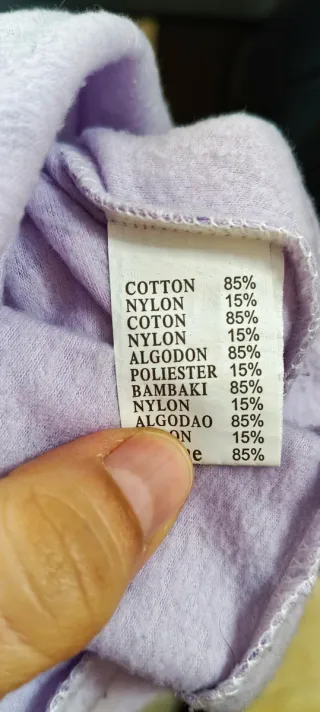 COTTON 85%
NYLON 15%
COTON 85%
NYLON 15%
ALGODON 85%
POLIESTER 15%
BAMBAKI 85%
NYLON 15%
ALGODAO 85%
15%
85%